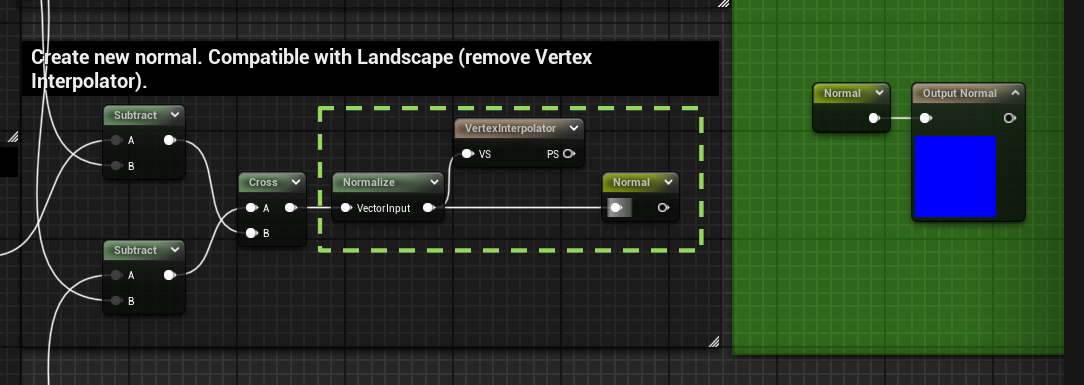 Create new normal. Compatible with Landscape (remove Vertex
Interpolator).
Subtract
A
B
Subtract
A
B
Cross
A
B
Normalize
VectorInput
VertexInterpolator
VS PS
Normal
Normal
Output Normal